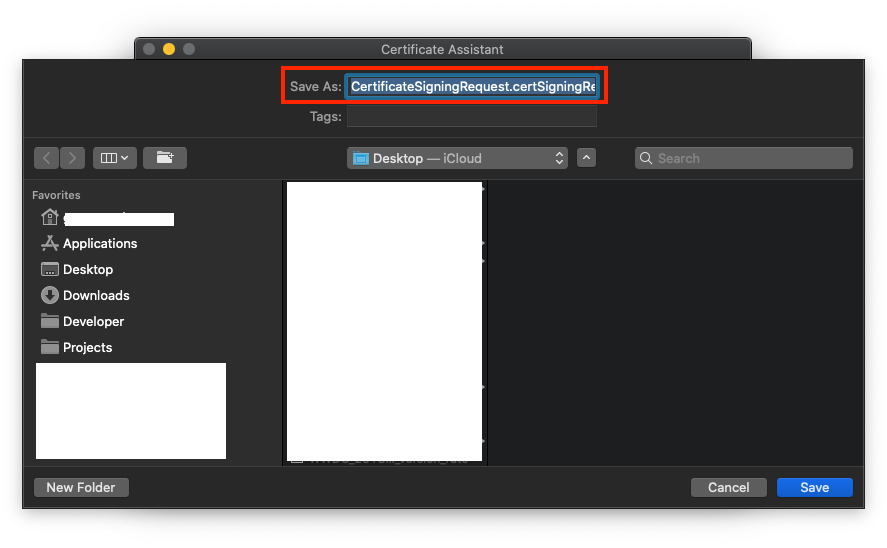 Certificate Assistant
Save As: CertificateSigningRequest.certSigningRe
Tags:
Desktop — iCloud
Search
Favorites
Applications
Desktop
Downloads
Developer
Projects
New Folder
Cancel
Save